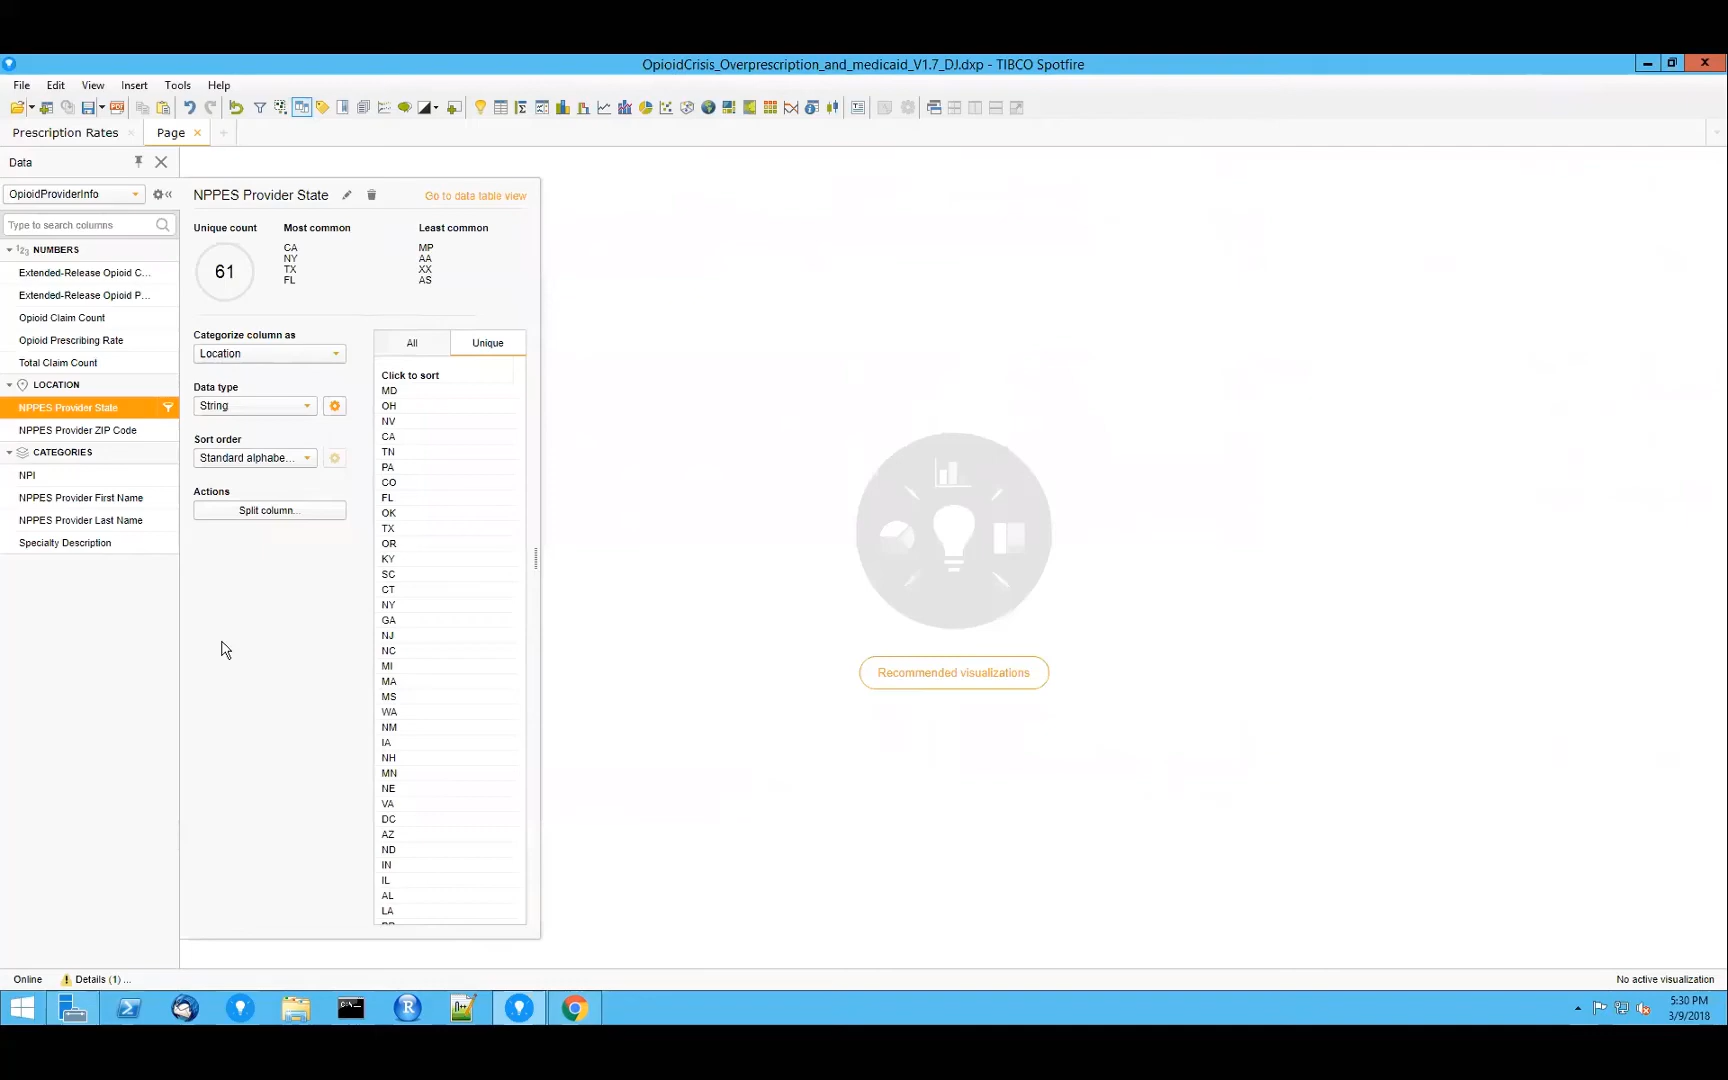 OpioidCrisis_Overprescription_and_medicaid_V1.7_DJ.dxp - TIBCO Spotfire
File Edit View Insert Tools Help
Prescription Rates
Page
Data
OpioidProviderInfo
Type to search columns
NUMBERS
Extended-Release Opioid C...
Extended-Release Opioid P...
Opioid Claim Count
Opioid Prescribing Rate
Total Claim Count
LOCATION
NPPES Provider State
NPPES Provider ZIP Code
CATEGORIES
NPI
NPPES Provider First Name
NPPES Provider Last Name
Specialty Description
NPPES Provider State
Go to data table view
Unique count
61
Most common
CA
NY
TX
FL
Least common
MP
AA
XX
AS
Categorize column as
Location
Data type
String
Sort order
Standard alphabe...
Actions
Split column...
All
Unique
Click to sort
MD
OH
NV
CA
TN
PA
CO
FL
OK
TX
OR
KY
SC
CT
NY
GA
NJ
NC
MI
MA
MS
WA
NM
IA
NH
MN
NE
VA
DC
AZ
ND
IN
IL
AL
LA
Recommended visualizations
Online
Details (1) ...
No active visualization
5:30 PM
3/9/2018